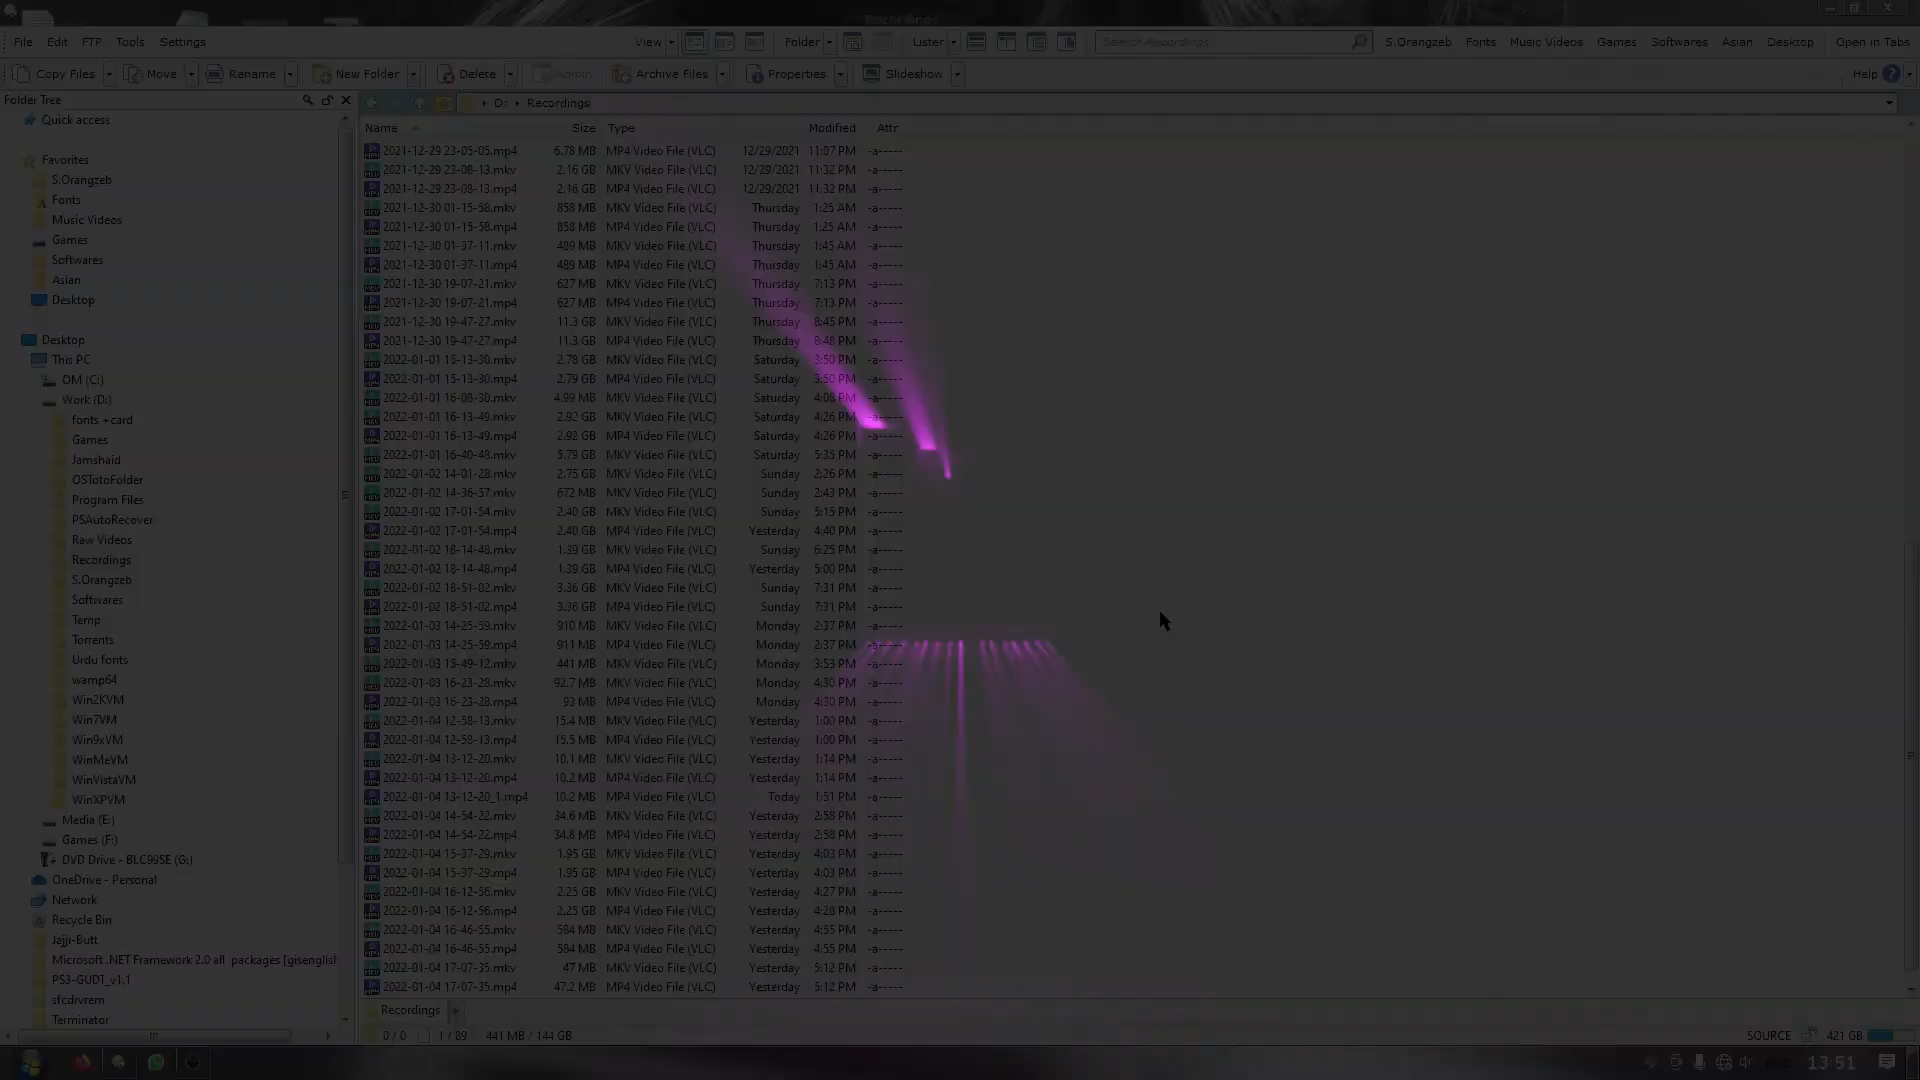 Recordings
File Edit FTP Tools Settings View Folder Lister Search Recordings S.Orangzeb Fonts Music Videos Games Softwares Asian Desktop Open in Tabs
Copy Files Move Rename New Folder Delete Admin Archive Files Properties Slideshow Help
Folder Tree
D: Recordings
Quick access
Favorites
S.Orangzeb
Fonts
Music Videos
Games
Softwares
Asian
Desktop
Desktop
This PC
OM (C:)
Work (D:)
fonts +card
Games
Jamshaid
OSTotoFolder
Program Files
PSAutoRecover
Raw Videos
Recordings
S.Orangzeb
Softwares
Temp
Torrents
Urdu fonts
wamp64
Win2KVM
Win7VM
Win9xVM
WinMeVM
WinVistaVM
WinXPVM
Media (E:)
Games (F:)
DVD Drive - BLC99SE (G:)
OneDrive - Personal
Network
Recycle Bin
Jajji-Butt
Microsoft .NET Framework 2.0 all packages [gisenglish
PS3-GUDT_v1.1
sfcdrvrem
Terminator
Name Size Type Modified Attr
2021-12-29 23-05-05.mp4 6.78 MB MP4 Video File (VLC) 12/29/2021 11:07 PM -a-----
2021-12-29 23-08-13.mkv 2.16 GB MKV Video File (VLC) 12/29/2021 11:32 PM -a-----
2021-12-29 23-08-13.mp4 2.16 GB MP4 Video File (VLC) 12/29/2021 11:32 PM -a-----
2021-12-30 01-15-58.mkv 858 MB MKV Video File (VLC) Thursday 1:25 AM -a-----
2021-12-30 01-15-58.mp4 858 MB MP4 Video File (VLC) Thursday 1:25 AM -a-----
2021-12-30 01-37-11.mkv 489 MB MKV Video File (VLC) Thursday 1:45 AM -a-----
2021-12-30 01-37-11.mp4 489 MB MP4 Video File (VLC) Thursday 1:45 AM -a-----
2021-12-30 19-07-21.mkv 627 MB MKV Video File (VLC) Thursday 7:13 PM -a-----
2021-12-30 19-07-21.mp4 627 MB MP4 Video File (VLC) Thursday 7:13 PM -a-----
2021-12-30 19-47-27.mkv 11.3 GB MKV Video File (VLC) Thursday 8:45 PM -a-----
2021-12-30 19-47-27.mp4 11.3 GB MP4 Video File (VLC) Thursday 8:48 PM -a-----
2022-01-01 15-13-30.mkv 2.78 GB MKV Video File (VLC) Saturday 3:50 PM -a-----
2022-01-01 15-13-30.mp4 2.79 GB MP4 Video File (VLC) Saturday 3:50 PM -a-----
2022-01-01 16-08-30.mkv 4.99 MB MKV Video File (VLC) Saturday 4:08 PM -a-----
2022-01-01 16-13-49.mkv 2.92 GB MKV Video File (VLC) Saturday 4:26 PM -a-----
2022-01-01 16-13-49.mp4 2.92 GB MP4 Video File (VLC) Saturday 4:26 PM -a-----
2022-01-01 16-40-48.mkv 5.79 GB MKV Video File (VLC) Saturday 5:35 PM -a-----
2022-01-02 14-01-28.mkv 2.75 GB MKV Video File (VLC) Sunday 2:26 PM -a-----
2022-01-02 14-36-57.mkv 672 MB MKV Video File (VLC) Sunday 2:43 PM -a-----
2022-01-02 17-01-54.mkv 2.40 GB MKV Video File (VLC) Sunday 5:15 PM -a-----
2022-01-02 17-01-54.mp4 2.40 GB MP4 Video File (VLC) Yesterday 4:40 PM -a-----
2022-01-02 18-14-48.mkv 1.39 GB MKV Video File (VLC) Sunday 6:25 PM -a-----
2022-01-02 18-14-48.mp4 1.39 GB MP4 Video File (VLC) Yesterday 5:00 PM -a-----
2022-01-02 18-51-02.mkv 3.36 GB MKV Video File (VLC) Sunday 7:31 PM -a-----
2022-01-02 18-51-02.mp4 3.36 GB MP4 Video File (VLC) Sunday 7:31 PM -a-----
2022-01-03 14-25-59.mkv 910 MB MKV Video File (VLC) Monday 2:37 PM -a-----
2022-01-03 14-25-59.mp4 911 MB MP4 Video File (VLC) Monday 2:37 PM -a-----
2022-01-03 15-49-12.mkv 441 MB MKV Video File (VLC) Monday 3:53 PM -a-----
2022-01-03 16-23-28.mkv 92.7 MB MKV Video File (VLC) Monday 4:30 PM -a-----
2022-01-03 16-23-28.mp4 93 MB MP4 Video File (VLC) Monday 4:30 PM -a-----
2022-01-04 12-58-13.mkv 15.4 MB MKV Video File (VLC) Yesterday 1:00 PM -a-----
2022-01-04 12-58-13.mp4 15.5 MB MP4 Video File (VLC) Yesterday 1:00 PM -a-----
2022-01-04 13-12-20.mkv 10.1 MB MKV Video File (VLC) Yesterday 1:14 PM -a-----
2022-01-04 13-12-20.mp4 10.2 MB MP4 Video File (VLC) Yesterday 1:14 PM -a-----
2022-01-04 13-12-20_1.mp4 10.2 MB MP4 Video File (VLC) Today 1:51 PM -a-----
2022-01-04 14-54-22.mkv 34.6 MB MKV Video File (VLC) Yesterday 2:58 PM -a-----
2022-01-04 14-54-22.mp4 34.8 MB MP4 Video File (VLC) Yesterday 2:58 PM -a-----
2022-01-04 15-37-29.mkv 1.95 GB MKV Video File (VLC) Yesterday 4:03 PM -a-----
2022-01-04 15-37-29.mp4 1.95 GB MP4 Video File (VLC) Yesterday 4:03 PM -a-----
2022-01-04 16-12-56.mkv 2.25 GB MKV Video File (VLC) Yesterday 4:27 PM -a-----
2022-01-04 16-12-56.mp4 2.25 GB MP4 Video File (VLC) Yesterday 4:28 PM -a-----
2022-01-04 16-46-55.mkv 584 MB MKV Video File (VLC) Yesterday 4:55 PM -a-----
2022-01-04 16-46-55.mp4 584 MB MP4 Video File (VLC) Yesterday 4:55 PM -a-----
2022-01-04 17-07-35.mkv 47 MB MKV Video File (VLC) Yesterday 5:12 PM -a-----
2022-01-04 17-07-35.mp4 47.2 MB MP4 Video File (VLC) Yesterday 5:12 PM -a-----
Recordings
0 / 0 1 / 89 441 MB / 144 GB SOURCE 421 GB
13:51